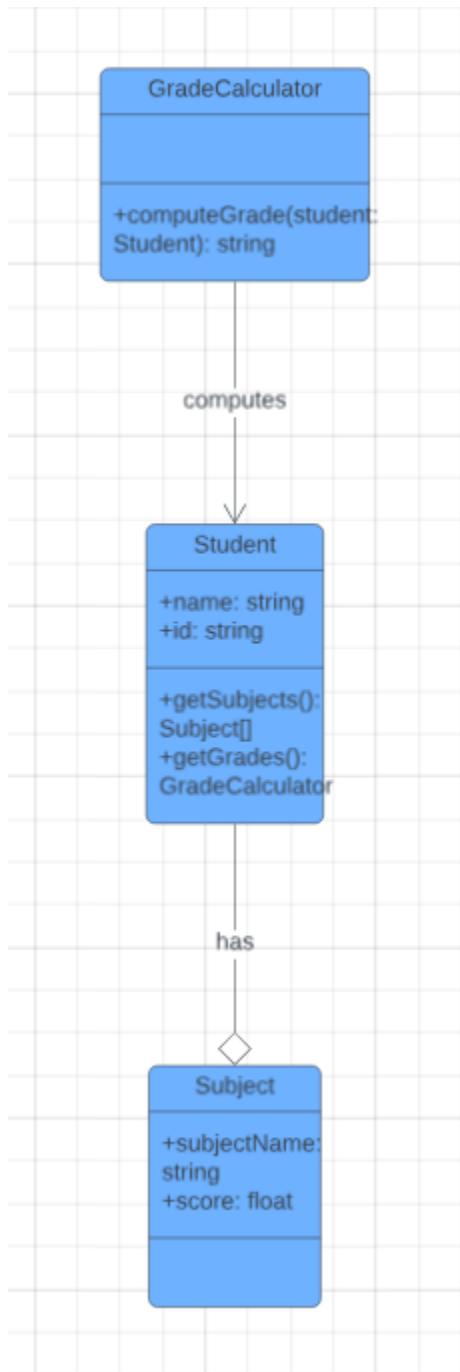 GradeCalculator
+computeGrade(student:
Student): string
computes
Student
+name: string
+id: string
+getSubjects():
Subject[]
+getGrades():
GradeCalculator
has
Subject
+subjectName:
string
+score: float